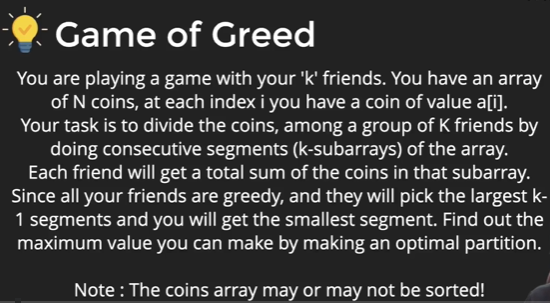 Game of Greed
You are playing a game with your 'k' friends. You have an array
of N coins, at each index i you have a coin of value a[i].
Your task is to divide the coins, among a group of K friends by
doing consecutive segments (k-subarrays) of the array.
Each friend will get a total sum of the coins in that subarray.
Since all your friends are greedy, and they will pick the largest k-
1 segments and you will get the smallest segment. Find out the
maximum value you can make by making an optimal partition.
Note : The coins array may or may not be sorted!